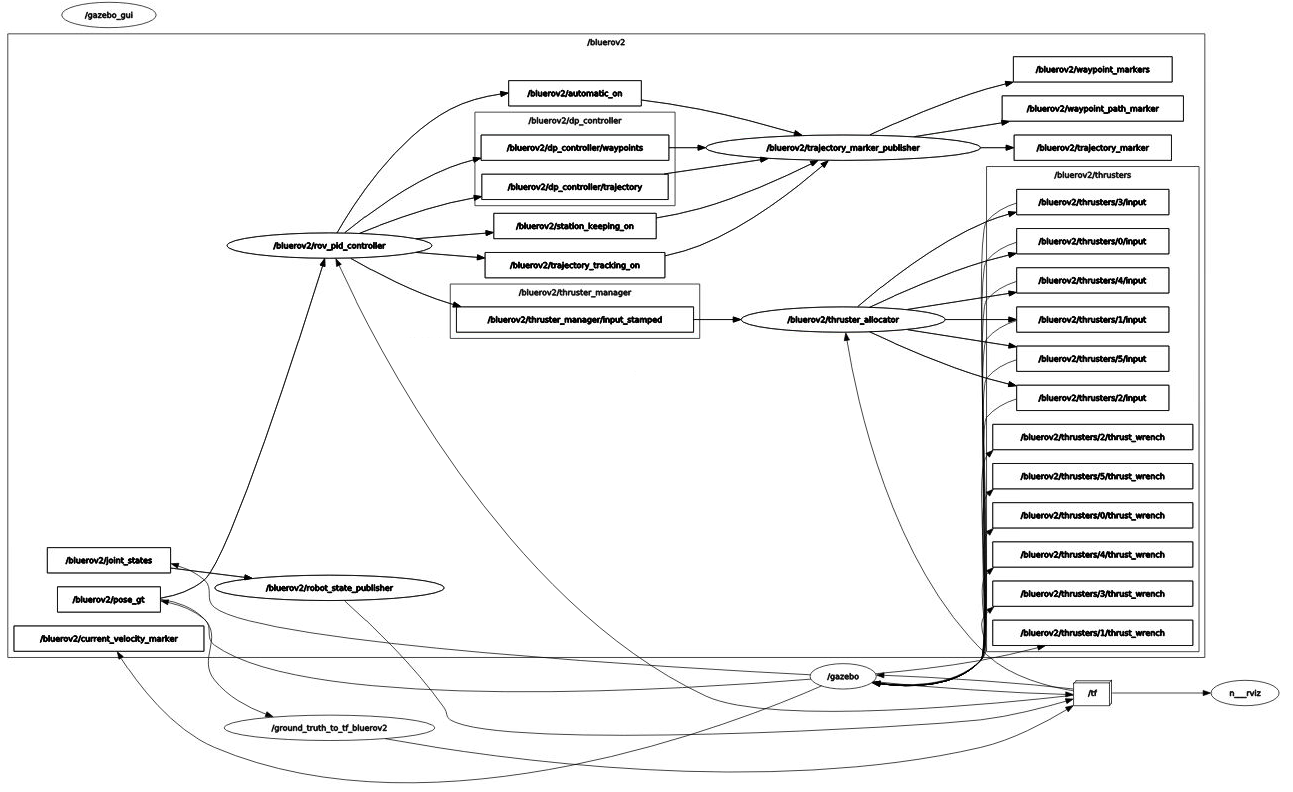 /gazebo_gui
/bluerov2
/bluerov2/waypoint_markers
/bluerov2/automatic_on
/bluerov2/waypoint_path_marker
/bluerov2/dp_controller
/bluerov2/dp_controller/waypoints
/bluerov2/trajectory_marker_publisher
/bluerov2/trajectory_marker
/bluerov2/thrusters
/bluerov2/dp_controller/trajectory
/bluerov2/thrusters/3/input
/bluerov2/station_keeping_on
/bluerov2/rov_pid_controller
/bluerov2/thrusters/0/input
/bluerov2/trajectory_tracking_on
/bluerov2/thrusters/4/input
/bluerov2/thruster_manager
/bluerov2/thruster_manager/input_stamped
/bluerov2/thruster_allocator
/bluerov2/thrusters/1/input
/bluerov2/thrusters/5/input
/bluerov2/thrusters/2/input
/bluerov2/thrusters/2/thrust_wrench
/bluerov2/thrusters/5/thrust_wrench
/bluerov2/thrusters/0/thrust_wrench
/bluerov2/thrusters/4/thrust_wrench
/bluerov2/joint_states
/bluerov2/robot_state_publisher
/bluerov2/thrusters/3/thrust_wrench
/bluerov2/pose_gt
/bluerov2/thrusters/1/thrust_wrench
/bluerov2/current_velocity_marker
/gazebo
/tf
n___rviz
/ground_truth_to_tf_bluerov2